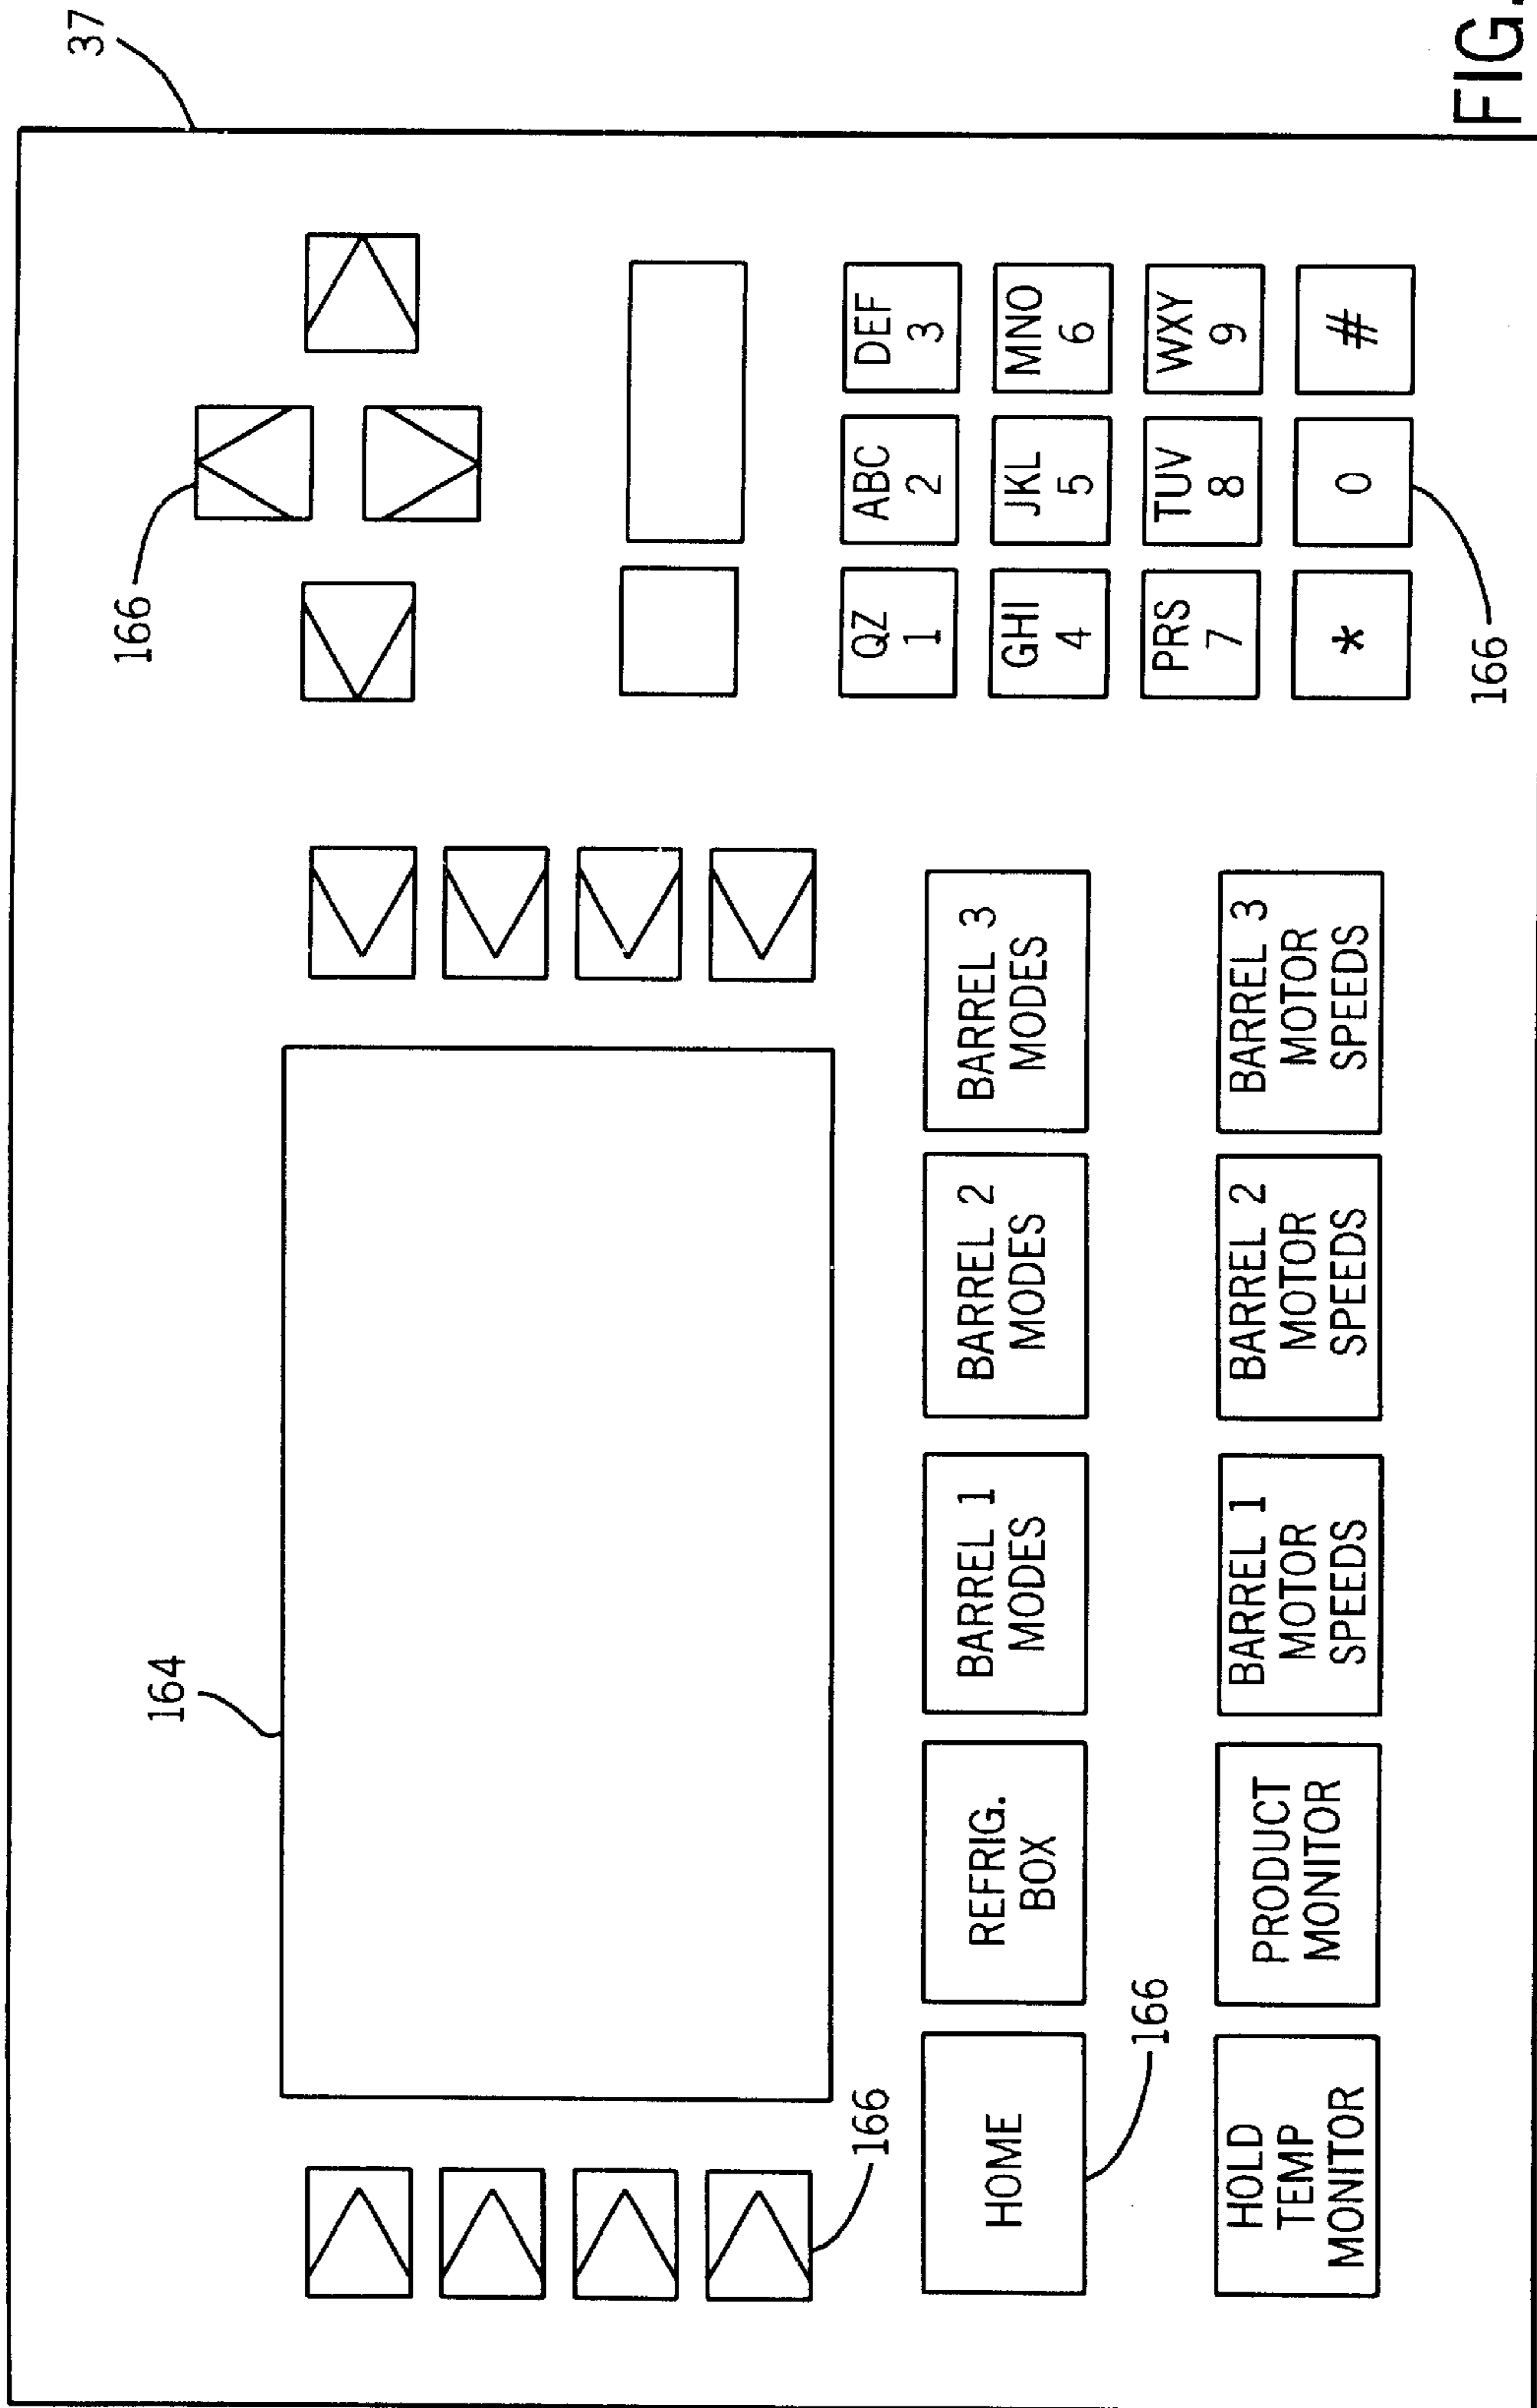 37
166
164
QZ
1
ABC
2
DEF
3
GHI
4
JKL
5
MNO
6
PRS
7
TUV
8
WXY
9
*
0
#
166
166
HOME
REFRIG.
BOX
BARREL 1
MODES
BARREL 2
MODES
BARREL 3
MODES
166
HOLD
TEMP
MONITOR
PRODUCT
MONITOR
BARREL 1
MOTOR
SPEEDS
BARREL 2
MOTOR
SPEEDS
BARREL 3
MOTOR
SPEEDS
FIG.